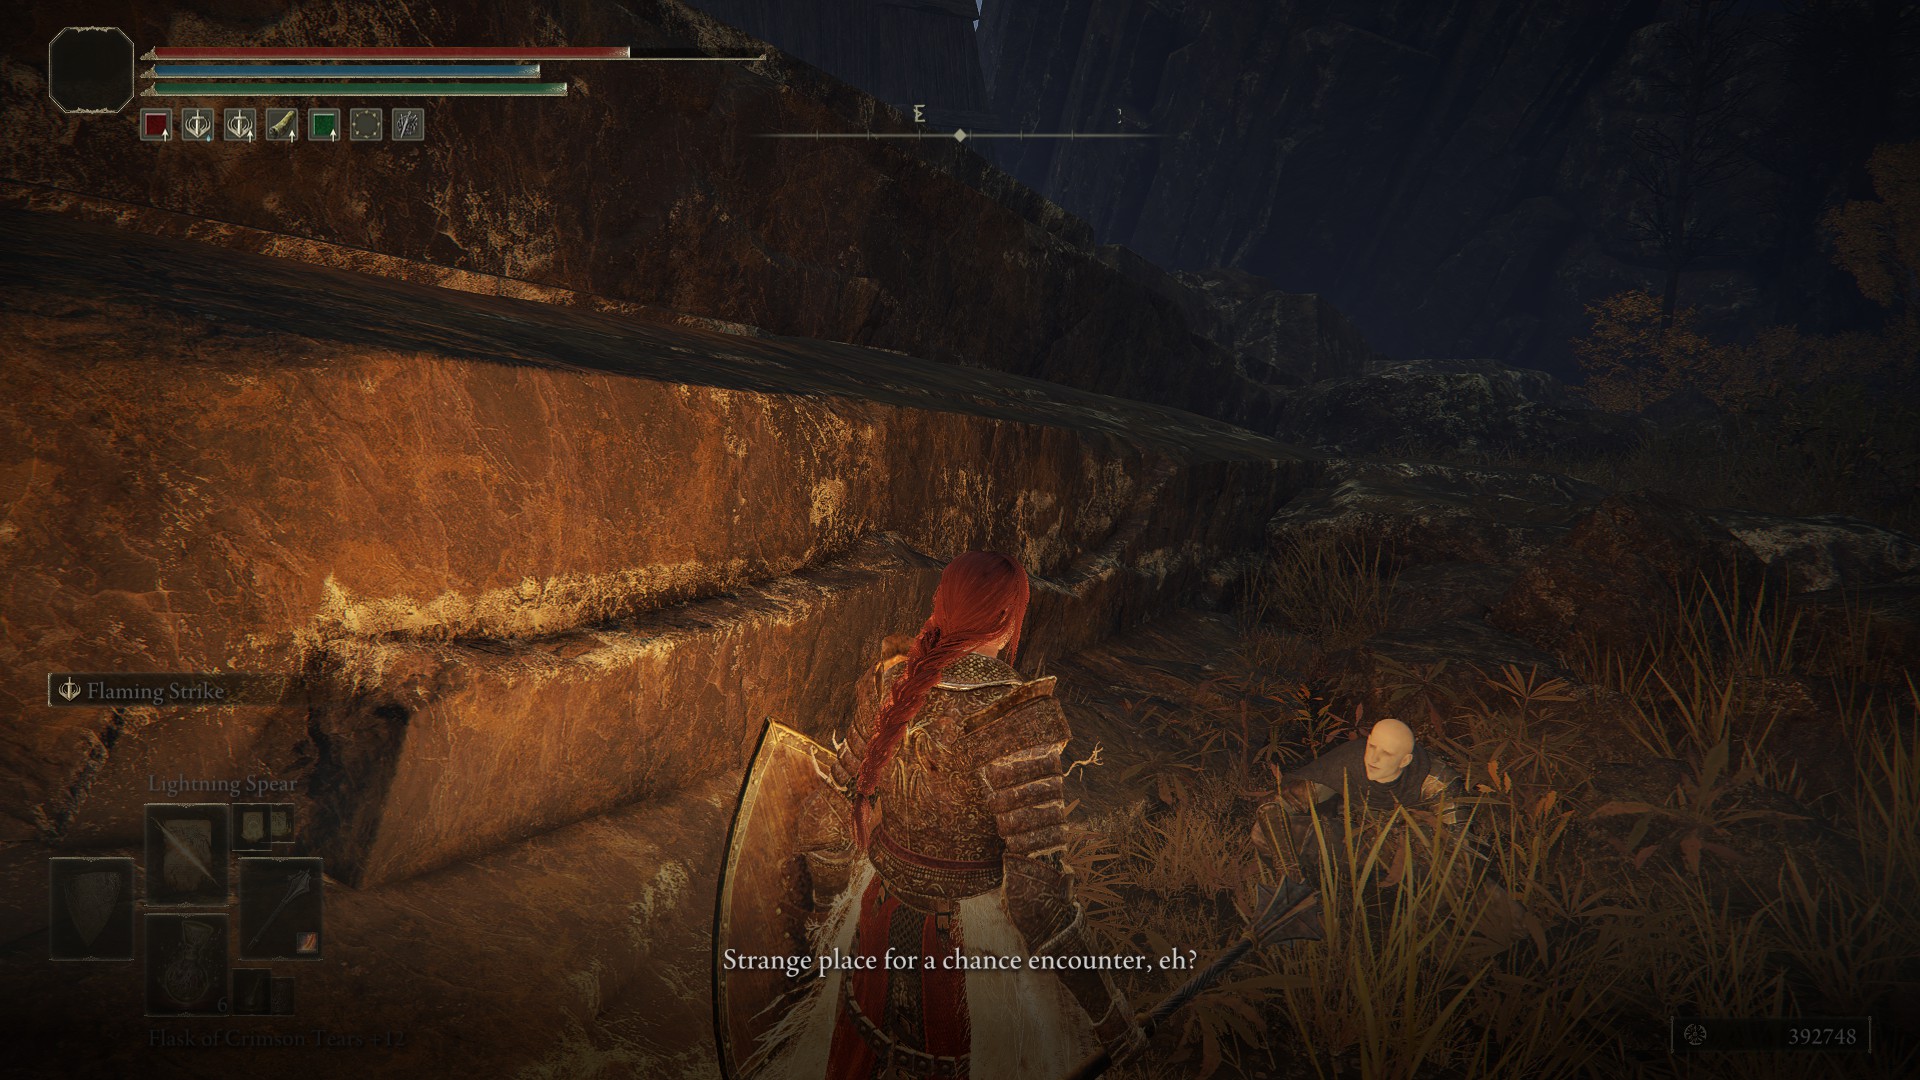 E
Flaming Strike
Lightning Spear
6
Flask of Crimson Tears +12
Strange place for a chance encounter, eh?
392748